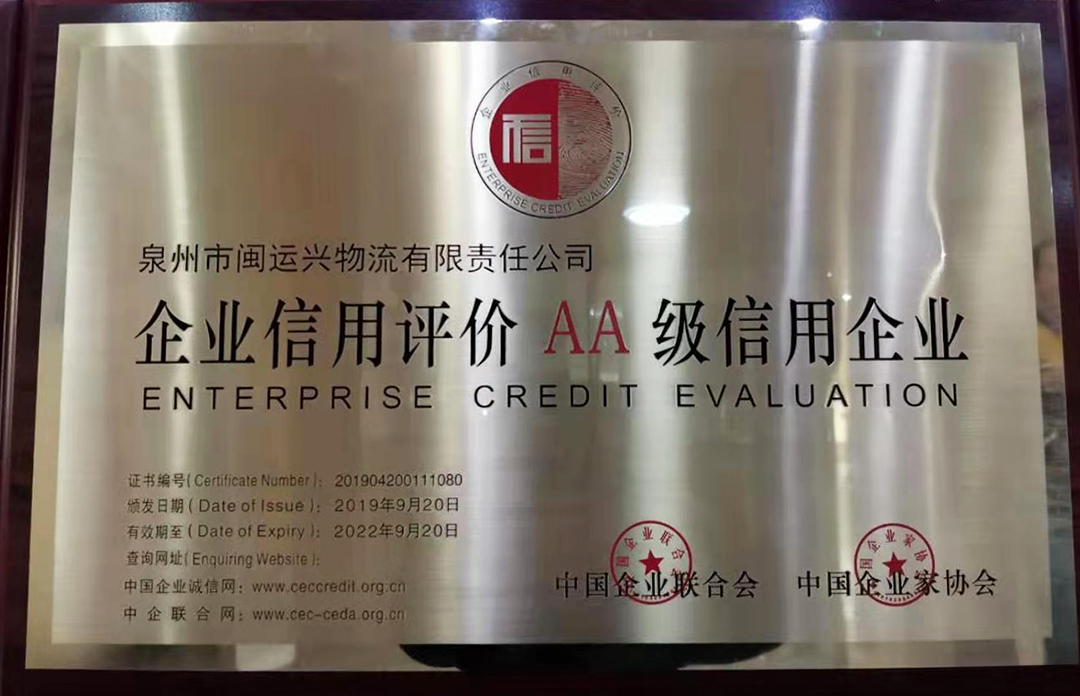 企业信用评价
信
ENTERPRISE CREDIT EVALUATION
泉州市闽运兴物流有限责任公司
企业信用评价 AA 级信用企业
ENTERPRISE CREDIT EVALUATION
证书编号(Certificate Number)： 201904200111080
颁发日期(Date of Issue)： 2019年9月20日
有效期至(Date of Expiry)： 2022年9月20日
查询网址(Enquiring Website)：
中国企业诚信网：www.ceccredit.org.cn
中企联合网：www.cec-ceda.org.cn
中国企业联合会
中国企业家协会